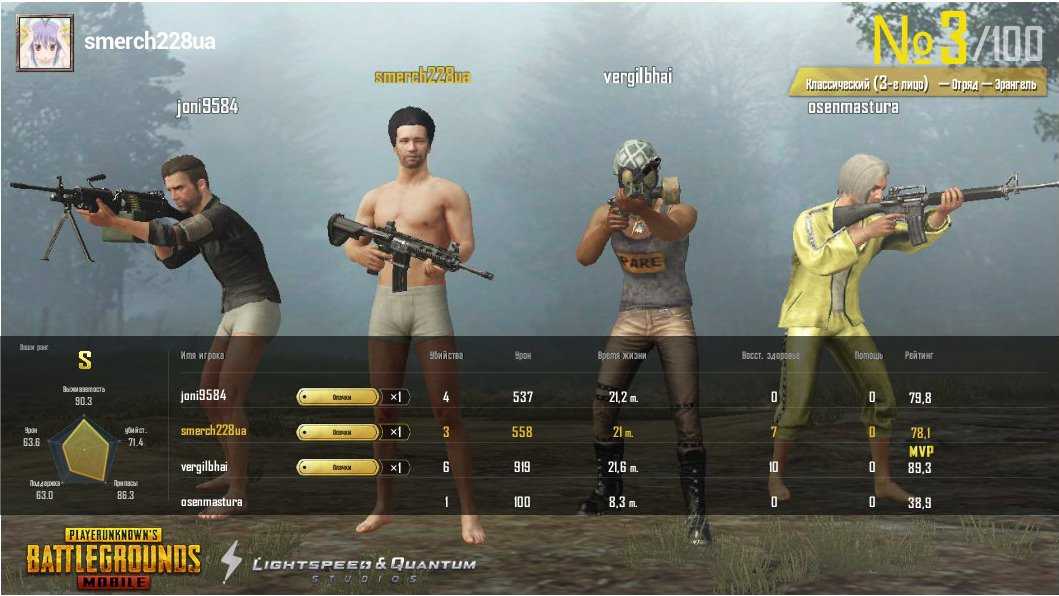 smerch228ua
№3/100
Классический (3-е лицо) — Отряд — Эрангель
smerch228ua
vergilbhai
joni9584
osenmastura
PARE
Ваш ранг
S
Выживаемость
90.3
Урон
63.6
убийст.
71.4
Поддержка
63.0
Припасы
86.3
Имя игрока Убийства Урон Время жизни Восст. здоровье Помощь Рейтинг
joni9584 ×1 4 537 21,2 m. 0 0 79,8
smerch228ua ×1 3 558 21 m. 7 0 78,1
MVP
vergilbhai ×1 6 919 21,6 m. 10 0 89,3
osenmastura 1 100 8,3 m. 0 0 38,9
PLAYERUNKNOWN'S
BATTLEGROUNDS
MOBILE
LIGHTSPEED & QUANTUM
STUDIOS